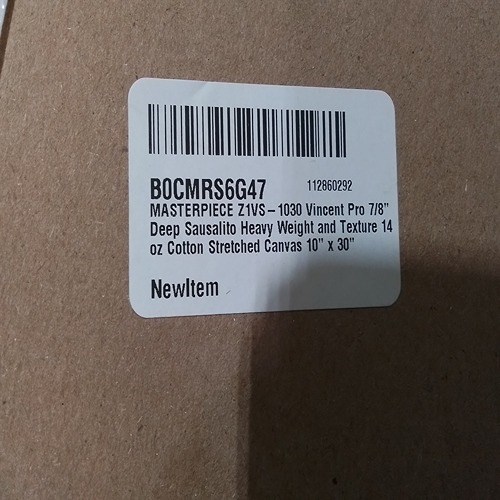 B0CMRS6G47 112860292
MASTERPIECE Z1VS-1030 Vincent Pro 7/8"
Deep Sausalito Heavy Weight and Texture 14
oz Cotton Stretched Canvas 10" x 30"
NewItem